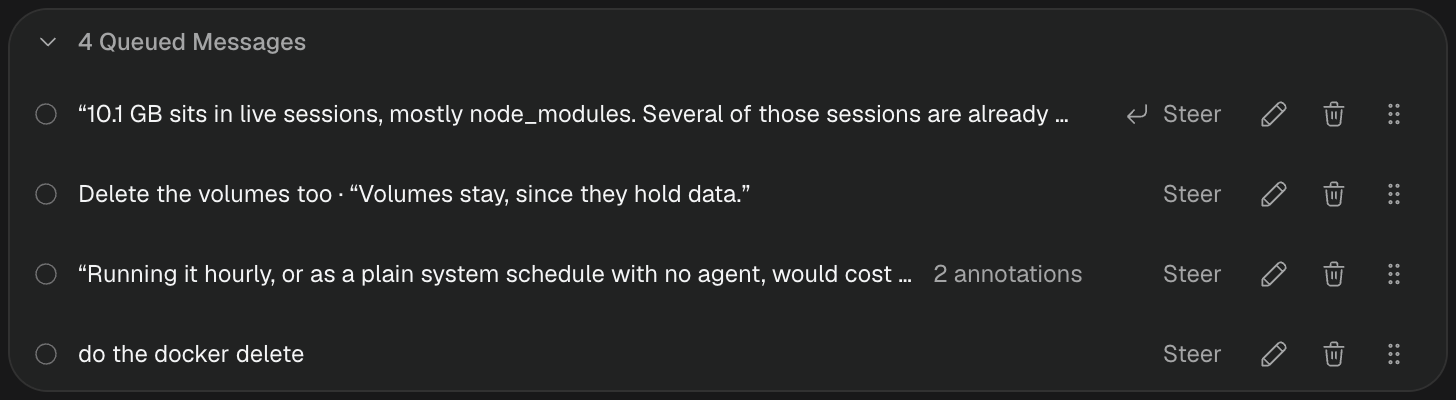 4 Queued Messages
“10.1 GB sits in live sessions, mostly node_modules. Several of those sessions are already … Steer
Delete the volumes too · “Volumes stay, since they hold data.” Steer
“Running it hourly, or as a plain system schedule with no agent, would cost … 2 annotations Steer
do the docker delete Steer